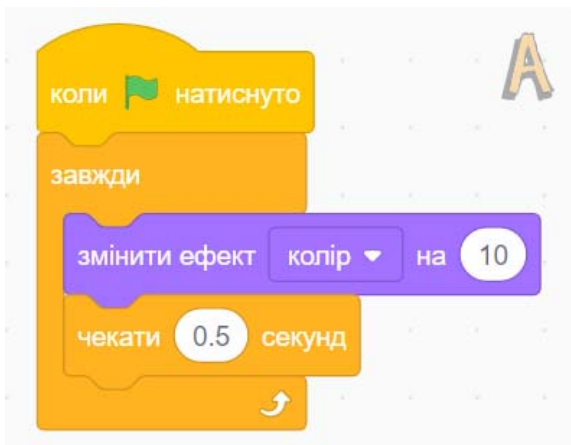 коли натиснуто
завжди
змінити ефект колір на 10
чекати 0.5 секунд
A